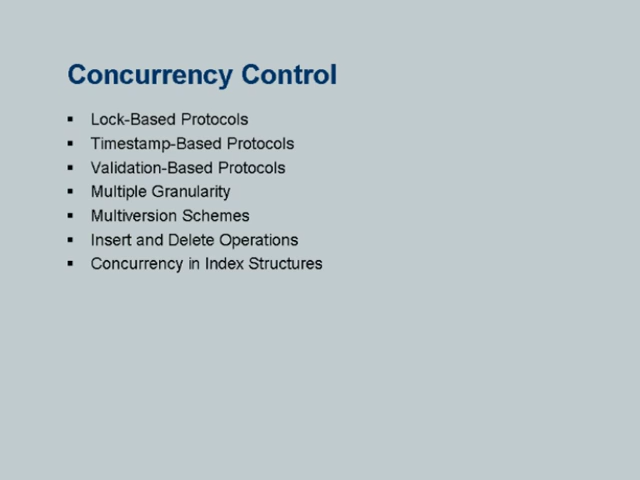 Concurrency Control
▪ Lock-Based Protocols
▪ Timestamp-Based Protocols
▪ Validation-Based Protocols
▪ Multiple Granularity
▪ Multiversion Schemes
▪ Insert and Delete Operations
▪ Concurrency in Index Structures